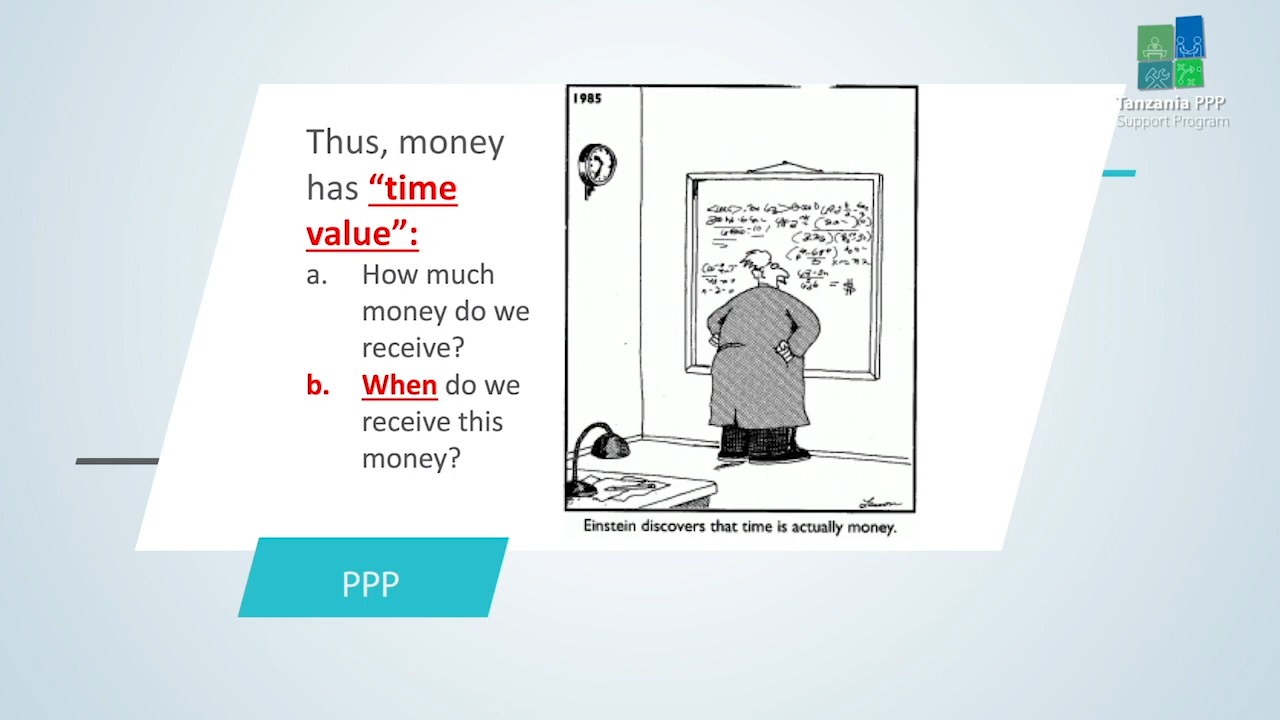 Tanzania PPP
Support Program
Thus, money
has “time
value”:
a. How much
money do we
receive?
b. When do we
receive this
money?
1985
Einstein discovers that time is actually money.
PPP